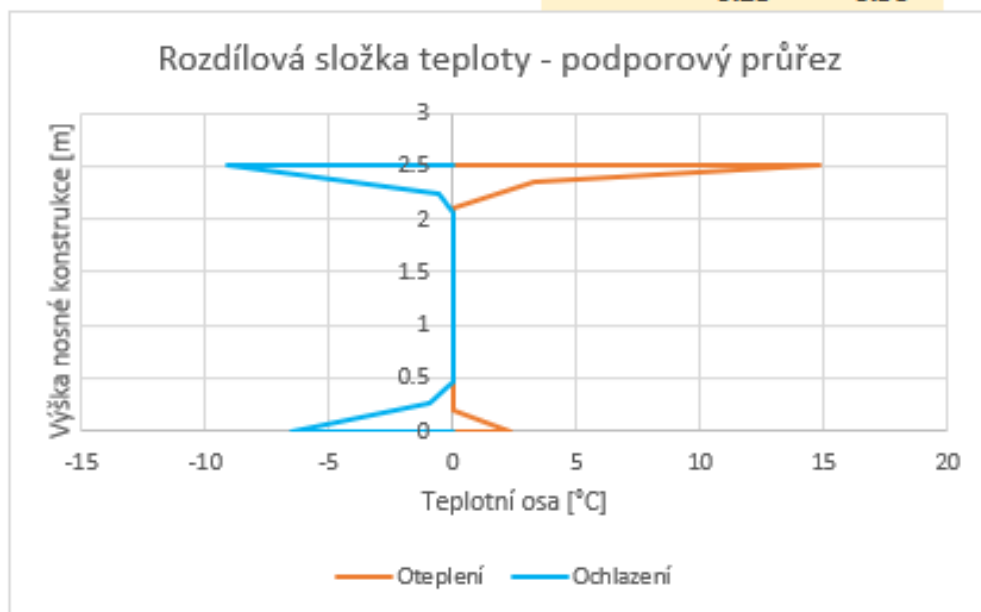 Rozdílová složka teploty - podporový průřez
Výška nosné konstrukce [m]
3
2.5
2
1.5
1
0.5
0
-15 -10 -5 0 5 10 15 20
Teplotní osa [°C]
Oteplení Ochlazení